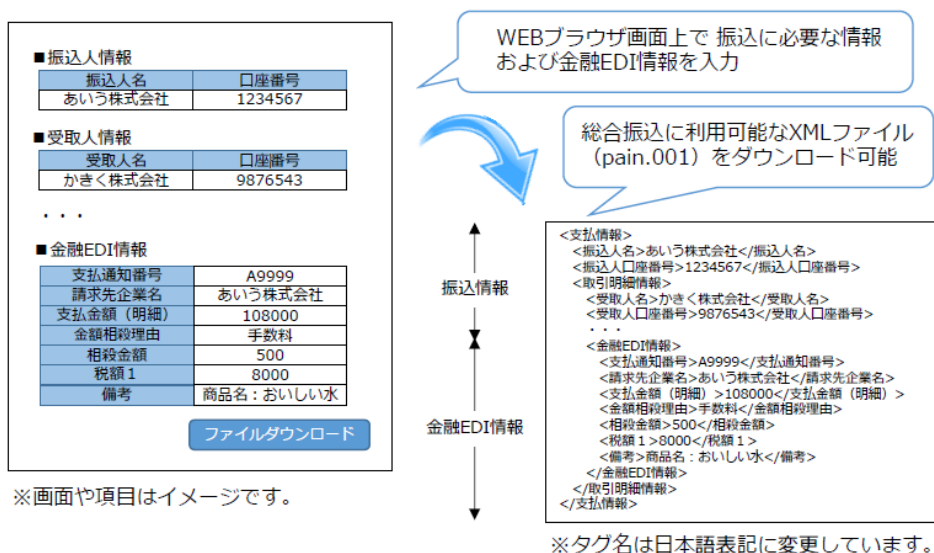 ■振込人情報
振込人名 口座番号
あいう株式会社 1234567
■受取人情報
受取人名 口座番号
かきく株式会社 9876543
・・・
■金融EDI情報
支払通知番号 A9999
請求先企業名 あいう株式会社
支払金額（明細） 108000
金額相殺理由 手数料
相殺金額 500
税額１ 8000
備考 商品名：おいしい水
ファイルダウンロード
※画面や項目はイメージです。
WEBブラウザ画面上で 振込に必要な情報
および金融EDI情報を入力
総合振込に利用可能なXMLファイル
（pain.001）をダウンロード可能
振込情報
金融EDI情報
<支払情報>
<振込人名>あいう株式会社</振込人名>
<振込人口座番号>1234567</振込人口座番号>
<取引明細情報>
<受取人名>かきく株式会社</受取人名>
<受取人口座番号>9876543</受取人口座番号>
・・・
<金融EDI情報>
<支払通知番号>A9999</支払通知番号>
<請求先企業名>あいう株式会社</請求先企業名>
<支払金額（明細）>108000</支払金額（明細）>
<金額相殺理由>手数料</金額相殺理由>
<相殺金額>500</相殺金額>
<税額１>8000</税額１>
<備考>商品名：おいしい水</備考>
</金融EDI情報>
</取引明細情報>
</支払情報>
※タグ名は日本語表記に変更しています。